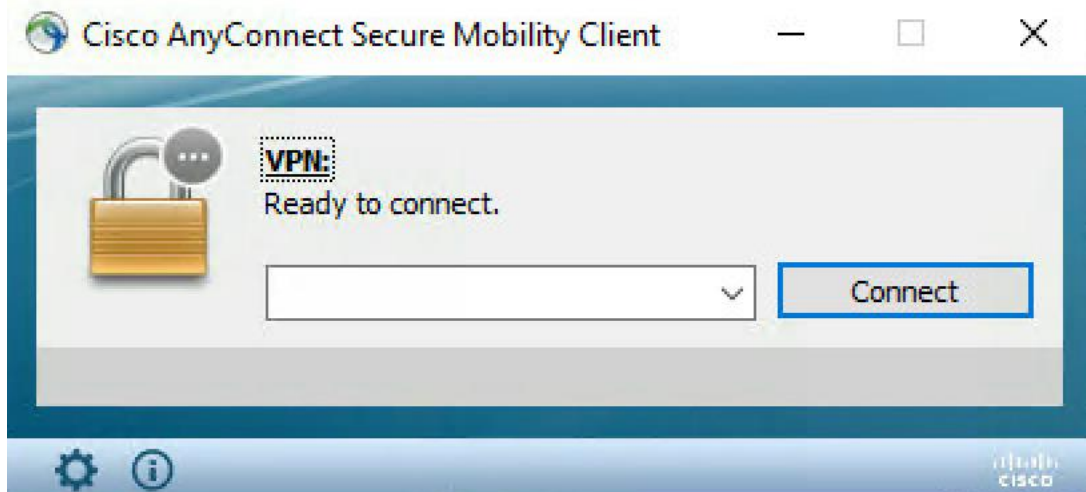 Cisco AnyConnect Secure Mobility Client
VPN:
Ready to connect.
Connect
CISCO